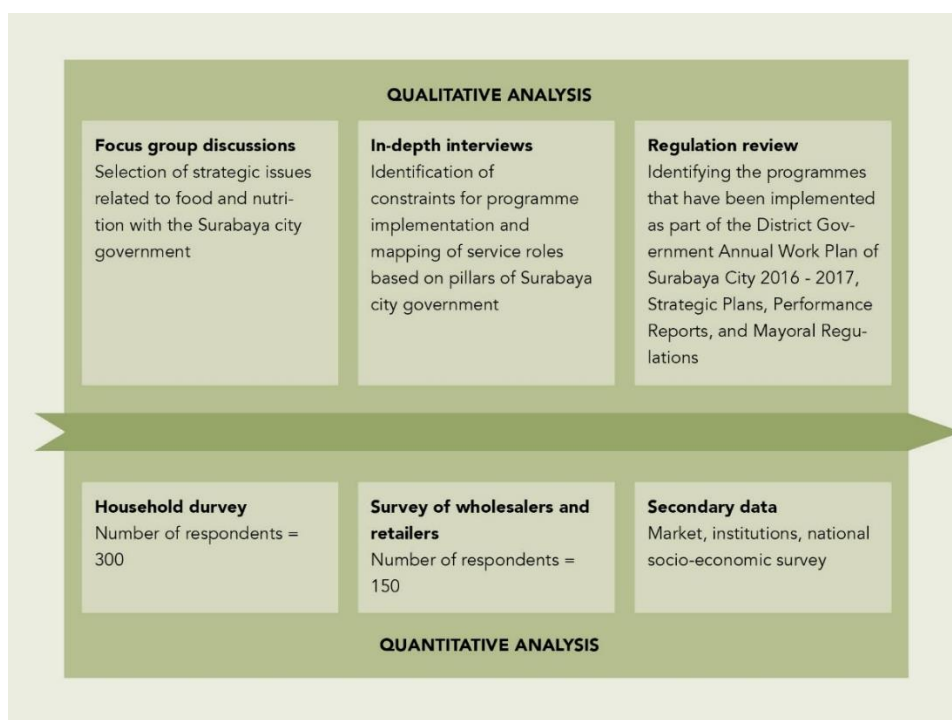 QUALITATIVE ANALYSIS
Focus group discussions
Selection of strategic issues
related to food and nutri-
tion with the Surabaya city
government
In-depth interviews
Identification of
constraints for programme
implementation and
mapping of service roles
based on pillars of Surabaya
city government
Regulation review
Identifying the programmes
that have been implemented
as part of the District Gov-
ernment Annual Work Plan of
Surabaya City 2016 - 2017,
Strategic Plans, Performance
Reports, and Mayoral Regu-
lations
Household durvey
Number of respondents =
300
Survey of wholesalers and
retailers
Number of respondents =
150
Secondary data
Market, institutions, national
socio-economic survey
QUANTITATIVE ANALYSIS